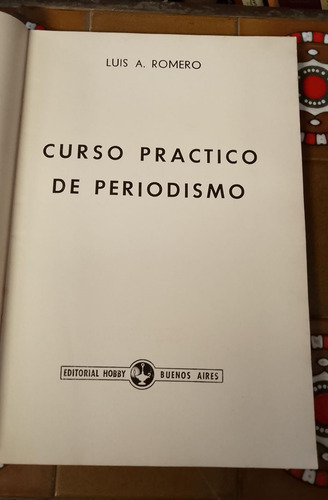 LUIS A. ROMERO
CURSO PRACTICO
DE PERIODISMO
EDITORIAL HOBBY BUENOS AIRES